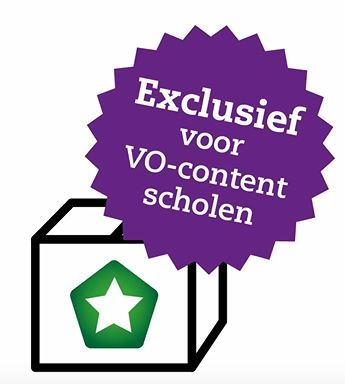 Exclusief
voor
VO-content
scholen